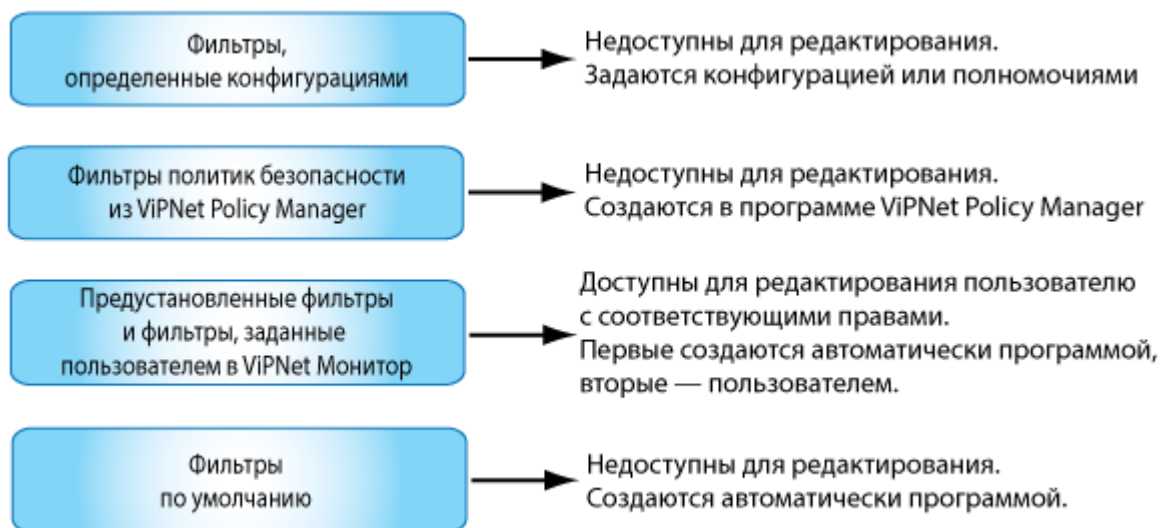 Фильтры,
определенные конфигурациями
Недоступны для редактирования.
Задаются конфигурацией или полномочиями
Фильтры политик безопасности
из ViPNet Policy Manager
Недоступны для редактирования.
Создаются в программе ViPNet Policy Manager
Предустановленные фильтры
и фильтры, заданные
пользователем в ViPNet Монитор
Доступны для редактирования пользователю
с соответствующими правами.
Первые создаются автоматически программой,
вторые — пользователем.
Фильтры
по умолчанию
Недоступны для редактирования.
Создаются автоматически программой.